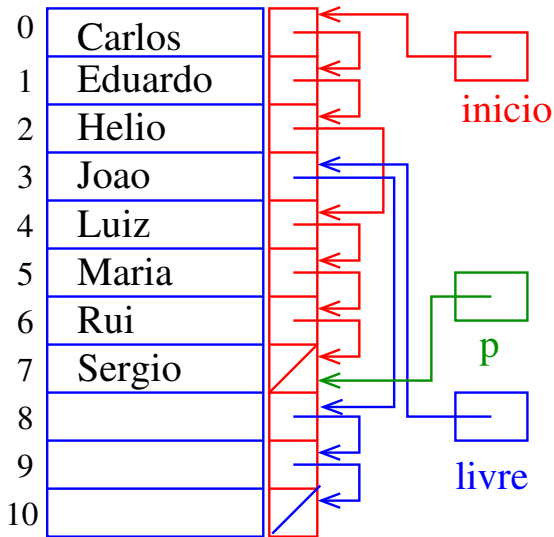 0 Carlos
1 Eduardo
inicio
2 Helio
3 Joao
4 Luiz
5 Maria
6 Rui
p
7 Sergio
8
9
livre
10